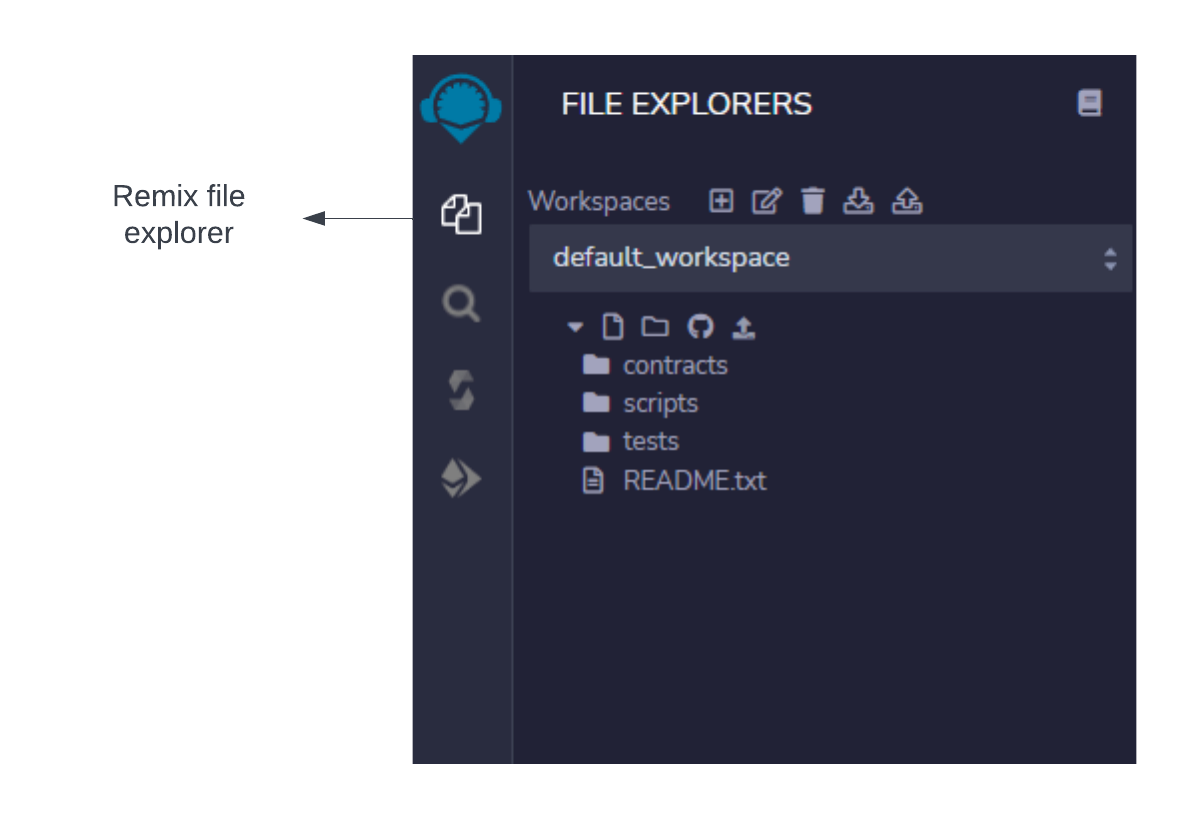 Remix file
explorer
FILE EXPLORERS
Workspaces
default_workspace
contracts
scripts
tests
README.txt